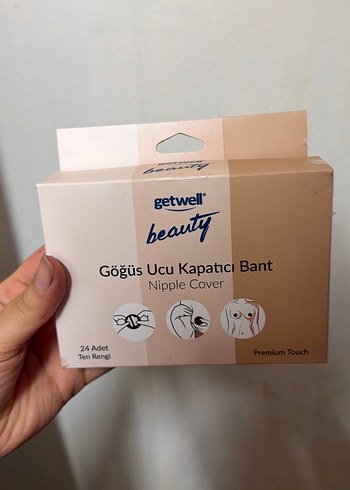 getwell®
beauty
Göğüs Ucu Kapatıcı Bant
Nipple Cover
24 Adet
Ten Rengi
Premium Touch